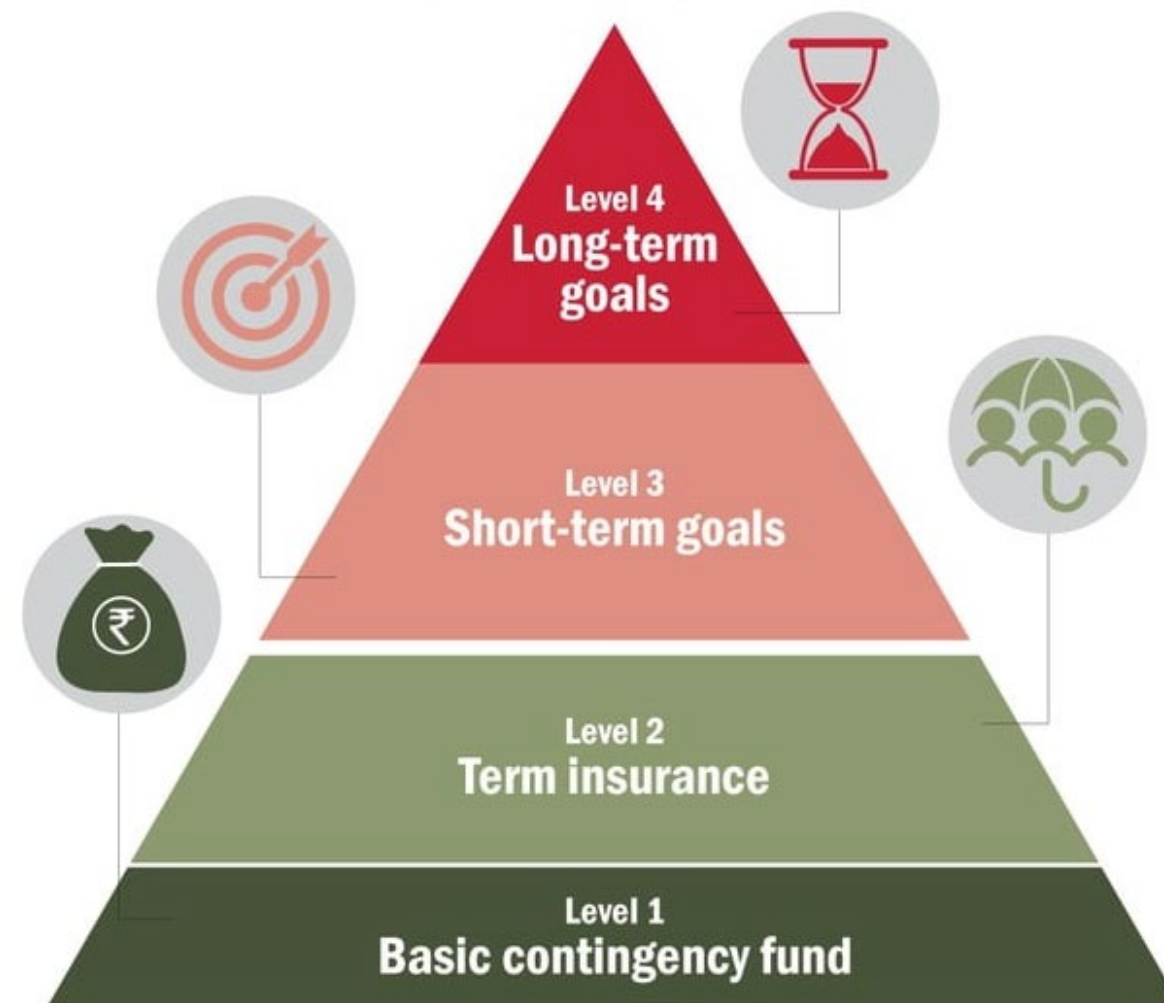 Level 4
Long-term
goals
Level 3
Short-term goals
₹
Level 2
Term insurance
Level 1
Basic contingency fund